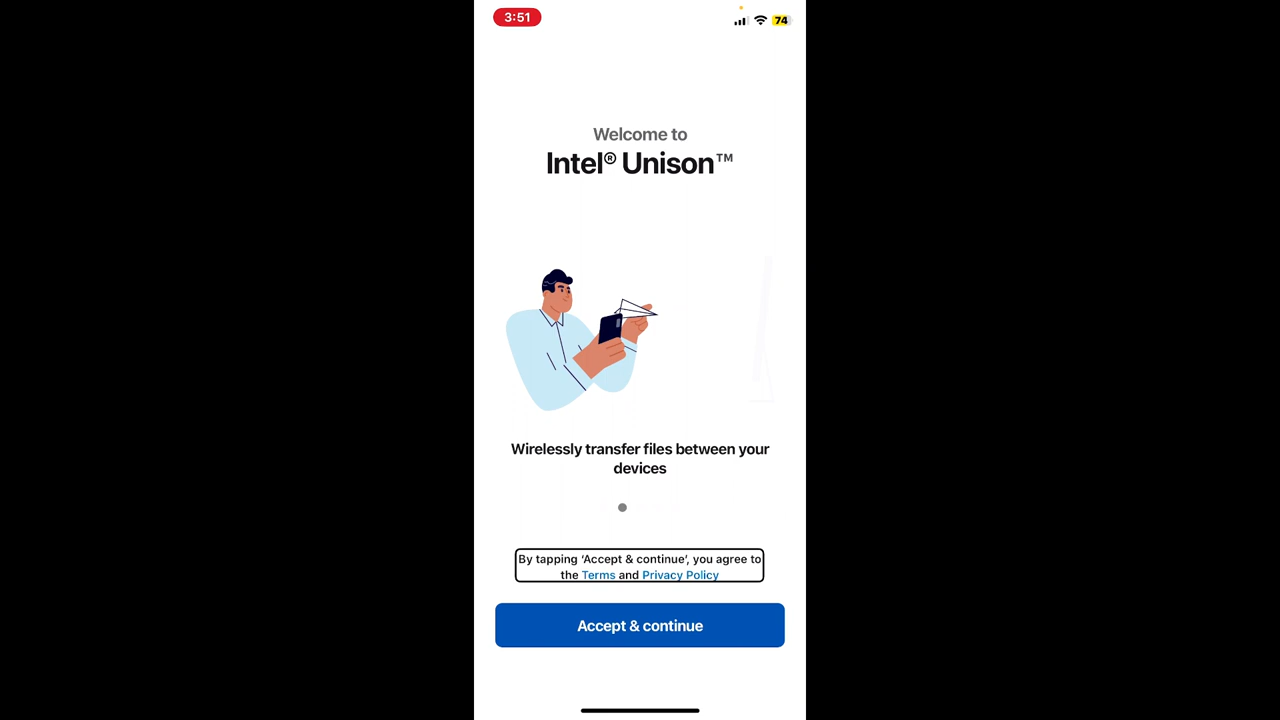 3:51
74
Welcome to
Intel® Unison™
Wirelessly transfer files between your
devices
By tapping ‘Accept & continue’, you agree to
the Terms and Privacy Policy
Accept & continue